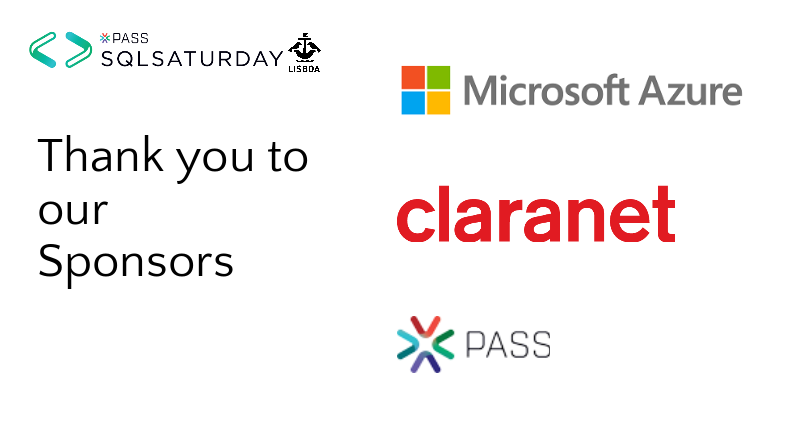 PASS
SQLSATURDAY
LISBOA
Thank you to
our
Sponsors
Microsoft Azure
claranet
PASS